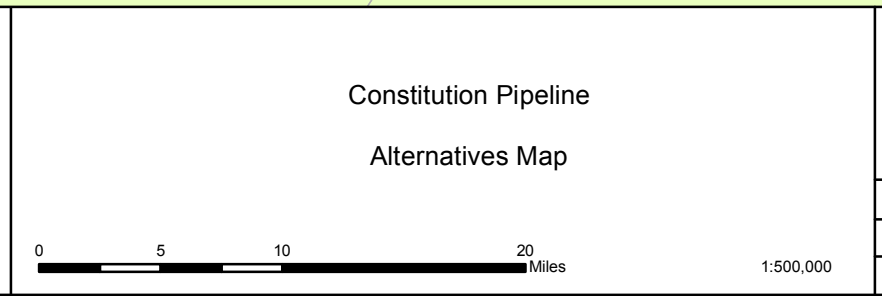 Constitution Pipeline
Alternatives Map
0 5 10 20
Miles
1:500,000